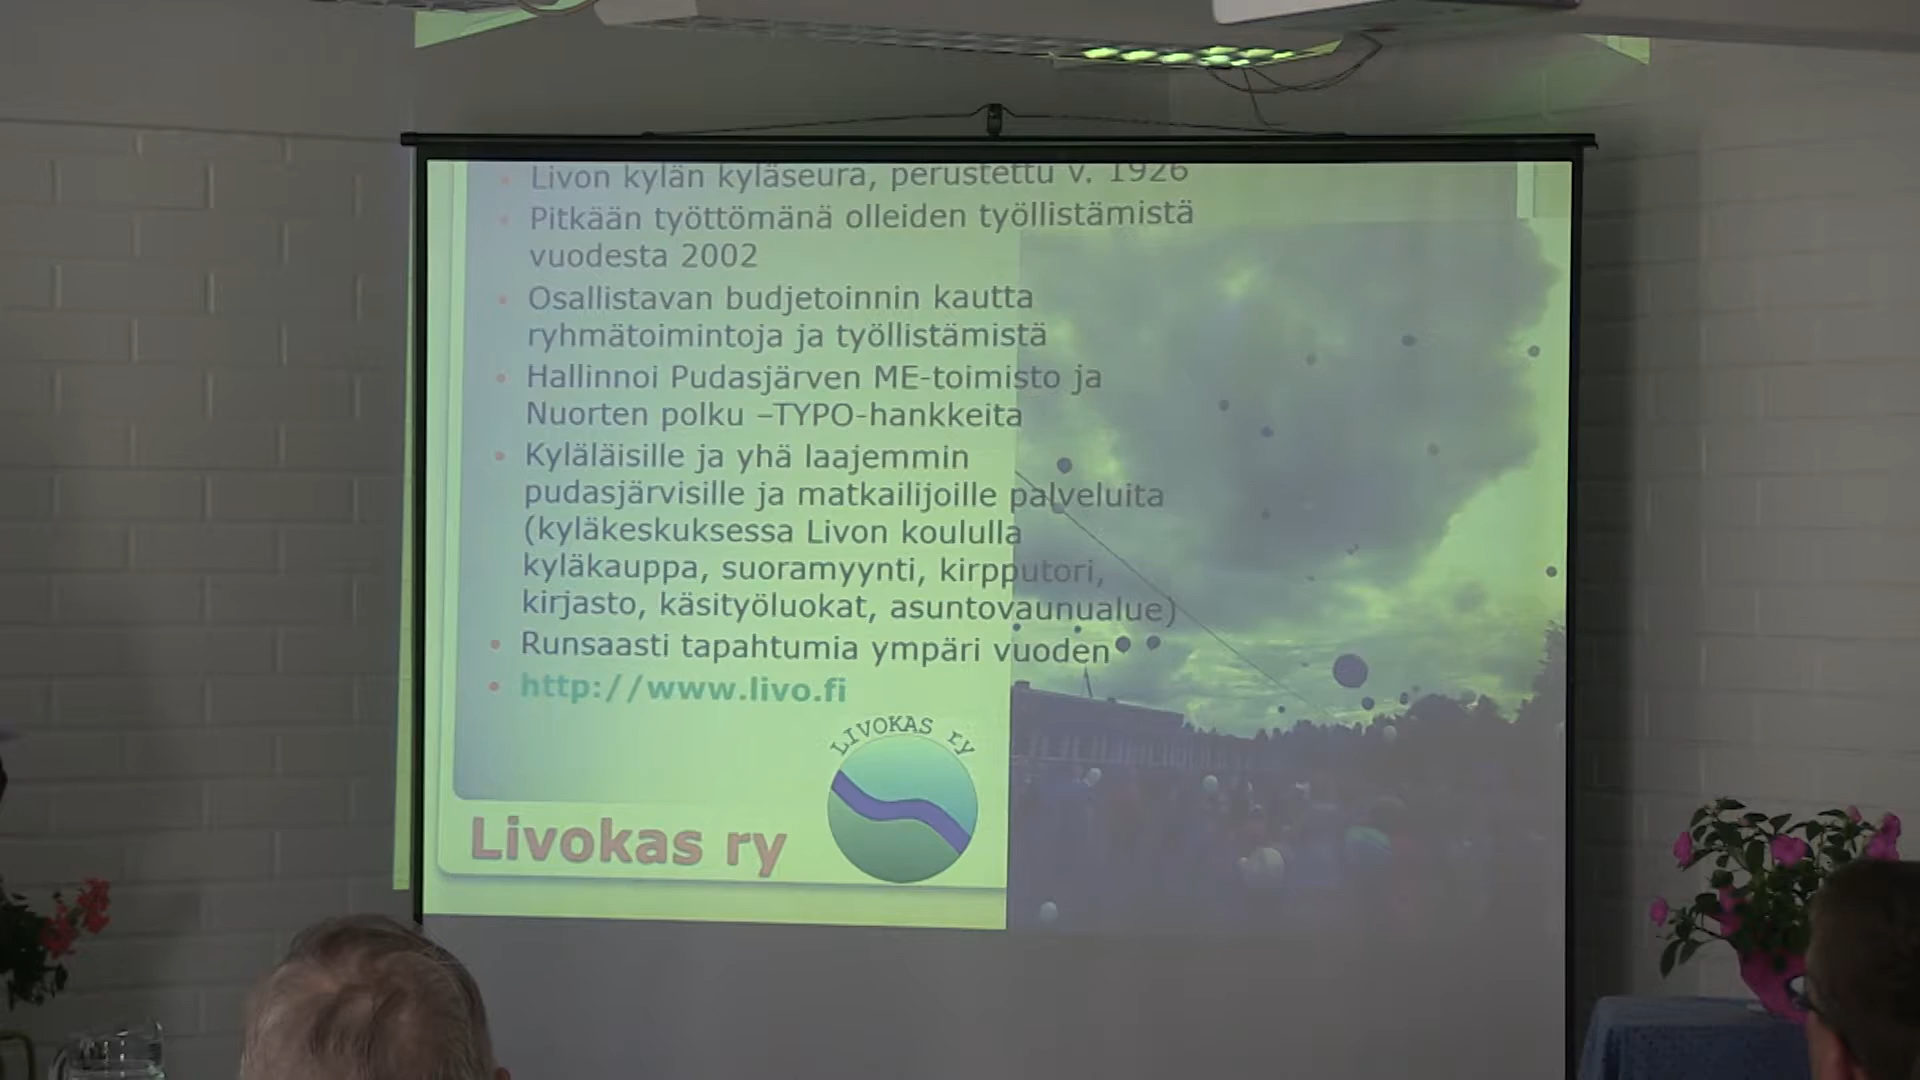 Livon kylän kyläseura, perustettu v. 1926
Pitkään työttömänä olleiden työllistämistä
vuodesta 2002
Osallistavan budjetoinnin kautta
ryhmätoimintoja ja työllistämistä
Hallinnoi Pudasjärven ME-toimisto ja
Nuorten polku –TYPO-hankkeita
Kyläläisille ja yhä laajemmin
pudasjärvisille ja matkailijoille palveluita
(kyläkeskuksessa Livon koululla
kyläkauppa, suoramyynti, kirpputori,
kirjasto, käsityöluokat, asuntovaunualue)
Runsaasti tapahtumia ympäri vuoden
http://www.livo.fi
LIVOKAS ry
Livokas ry